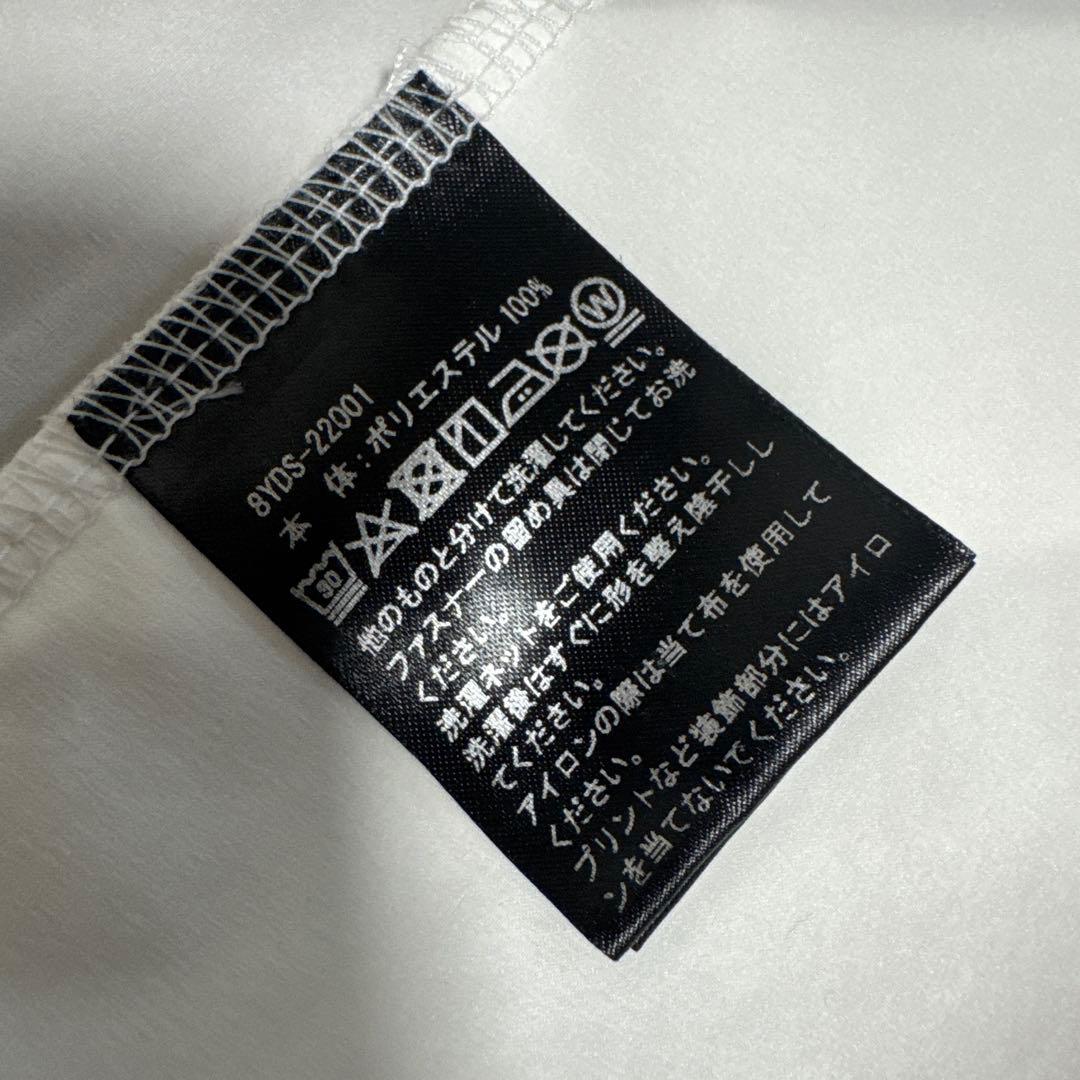 8YDS-22001
本　体：ポリエステル 100%
30 W
他のものと分けて洗濯してください。
ファスナーの留め具は閉じてお洗
ください。
洗濯ネットをご使用ください。
洗濯後はすぐに形を整え陰干しし
てください。
アイロンの際は当て布を使用して
ください。
プリントなど装飾部分にはアイロ
ンを当てないでください。